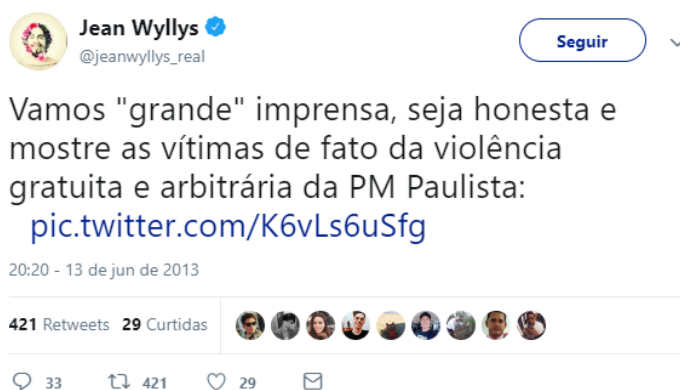 Jean Wyllys
@jeanwyllys_real
Seguir
Vamos "grande" imprensa, seja honesta e
mostre as vítimas de fato da violência
gratuita e arbitrária da PM Paulista:
pic.twitter.com/K6vLs6uSfg
20:20 - 13 de jun de 2013
421 Retweets 29 Curtidas
33 421 29